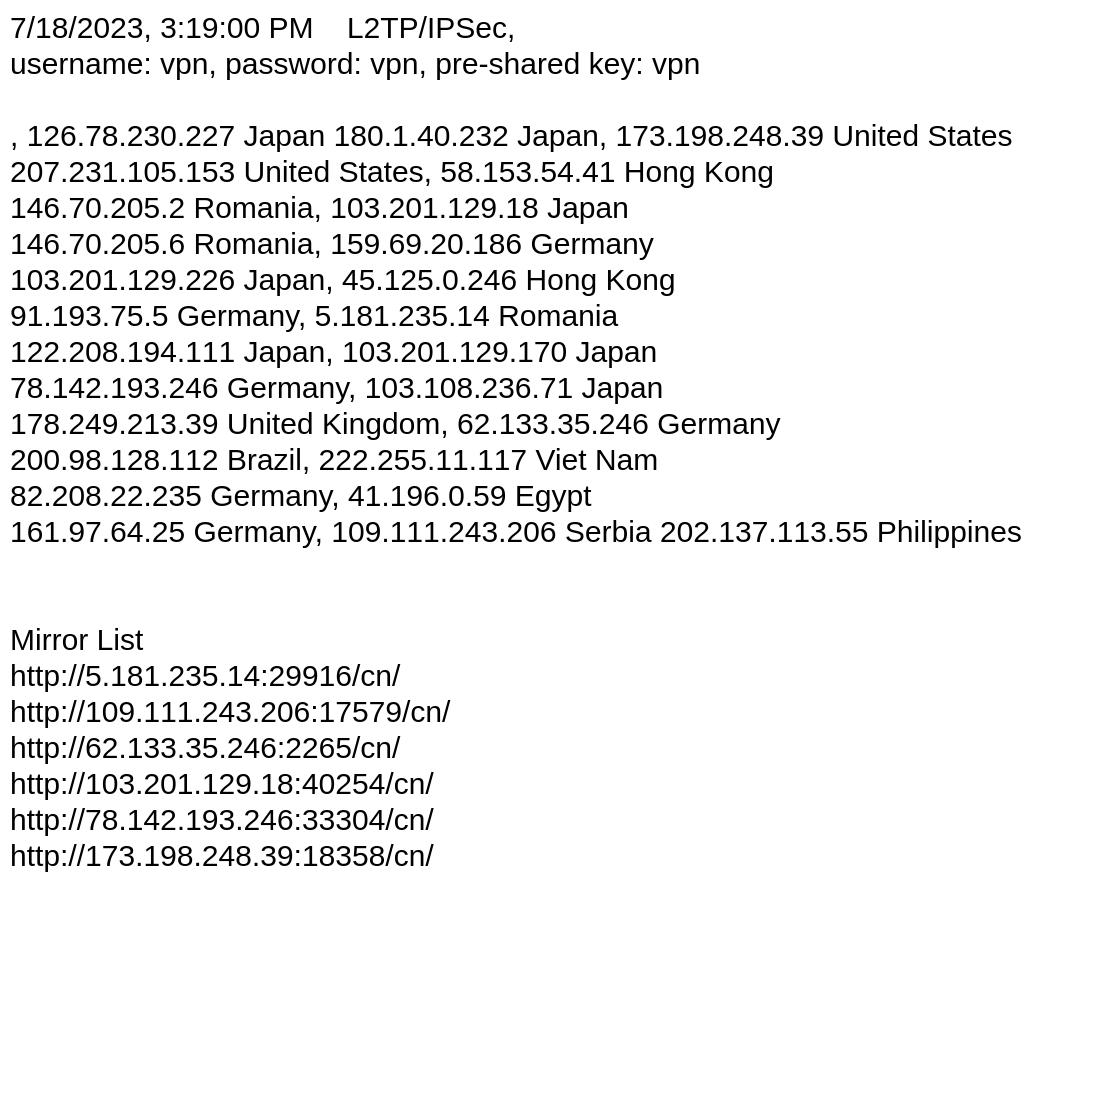 7/18/2023, 3:19:00 PM    L2TP/IPSec,
username: vpn, password: vpn, pre-shared key: vpn
, 126.78.230.227 Japan 180.1.40.232 Japan, 173.198.248.39 United States
207.231.105.153 United States, 58.153.54.41 Hong Kong
146.70.205.2 Romania, 103.201.129.18 Japan
146.70.205.6 Romania, 159.69.20.186 Germany
103.201.129.226 Japan, 45.125.0.246 Hong Kong
91.193.75.5 Germany, 5.181.235.14 Romania
122.208.194.111 Japan, 103.201.129.170 Japan
78.142.193.246 Germany, 103.108.236.71 Japan
178.249.213.39 United Kingdom, 62.133.35.246 Germany
200.98.128.112 Brazil, 222.255.11.117 Viet Nam
82.208.22.235 Germany, 41.196.0.59 Egypt
161.97.64.25 Germany, 109.111.243.206 Serbia 202.137.113.55 Philippines
Mirror List
http://5.181.235.14:29916/cn/
http://109.111.243.206:17579/cn/
http://62.133.35.246:2265/cn/
http://103.201.129.18:40254/cn/
http://78.142.193.246:33304/cn/
http://173.198.248.39:18358/cn/